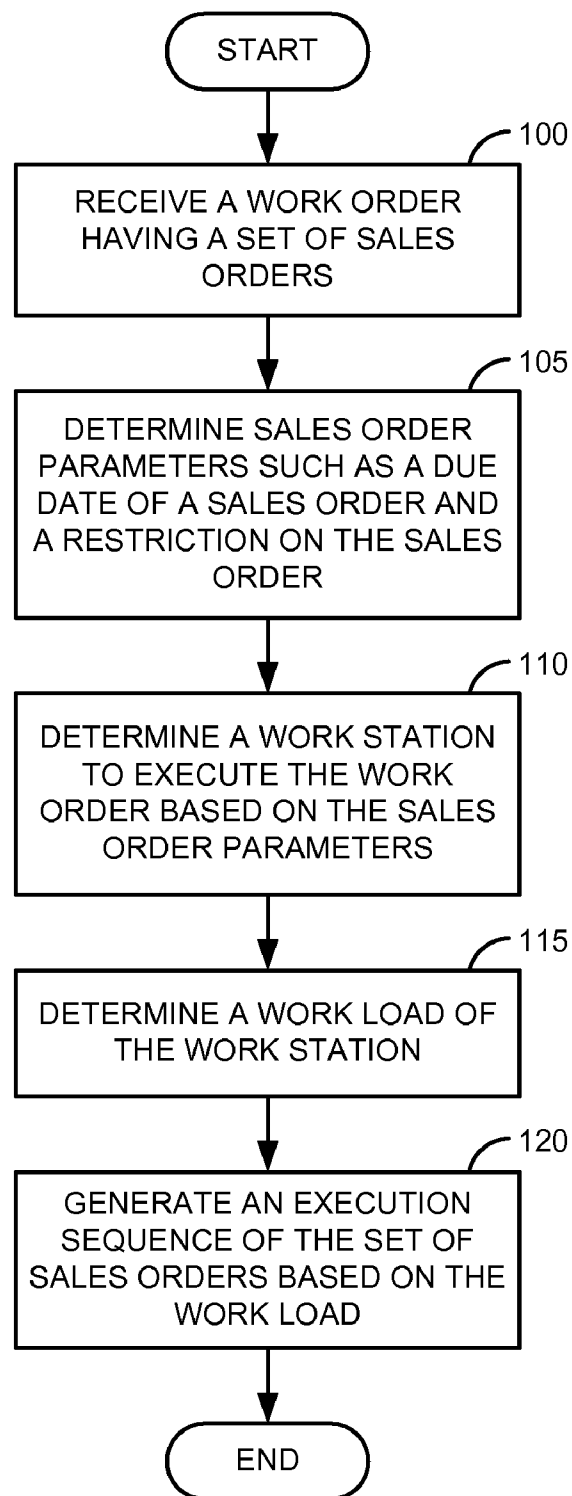 START
100
RECEIVE A WORK ORDER
HAVING A SET OF SALES
ORDERS
105
DETERMINE SALES ORDER
PARAMETERS SUCH AS A DUE
DATE OF A SALES ORDER AND
A RESTRICTION ON THE SALES
ORDER
110
DETERMINE A WORK STATION
TO EXECUTE THE WORK
ORDER BASED ON THE SALES
ORDER PARAMETERS
115
DETERMINE A WORK LOAD OF
THE WORK STATION
120
GENERATE AN EXECUTION
SEQUENCE OF THE SET OF
SALES ORDERS BASED ON THE
WORK LOAD
END